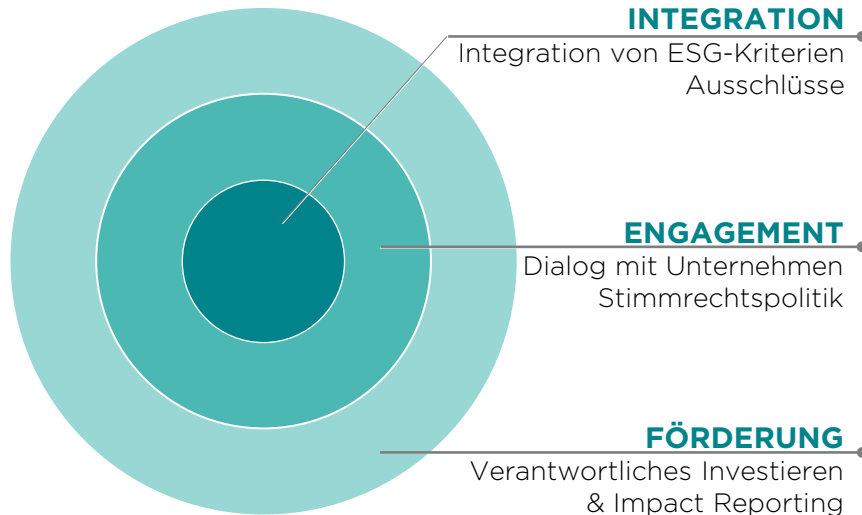 INTEGRATION
Integration von ESG-Kriterien
Ausschlüsse
ENGAGEMENT
Dialog mit Unternehmen
Stimmrechtspolitik
FÖRDERUNG
Verantwortliches Investieren
& Impact Reporting